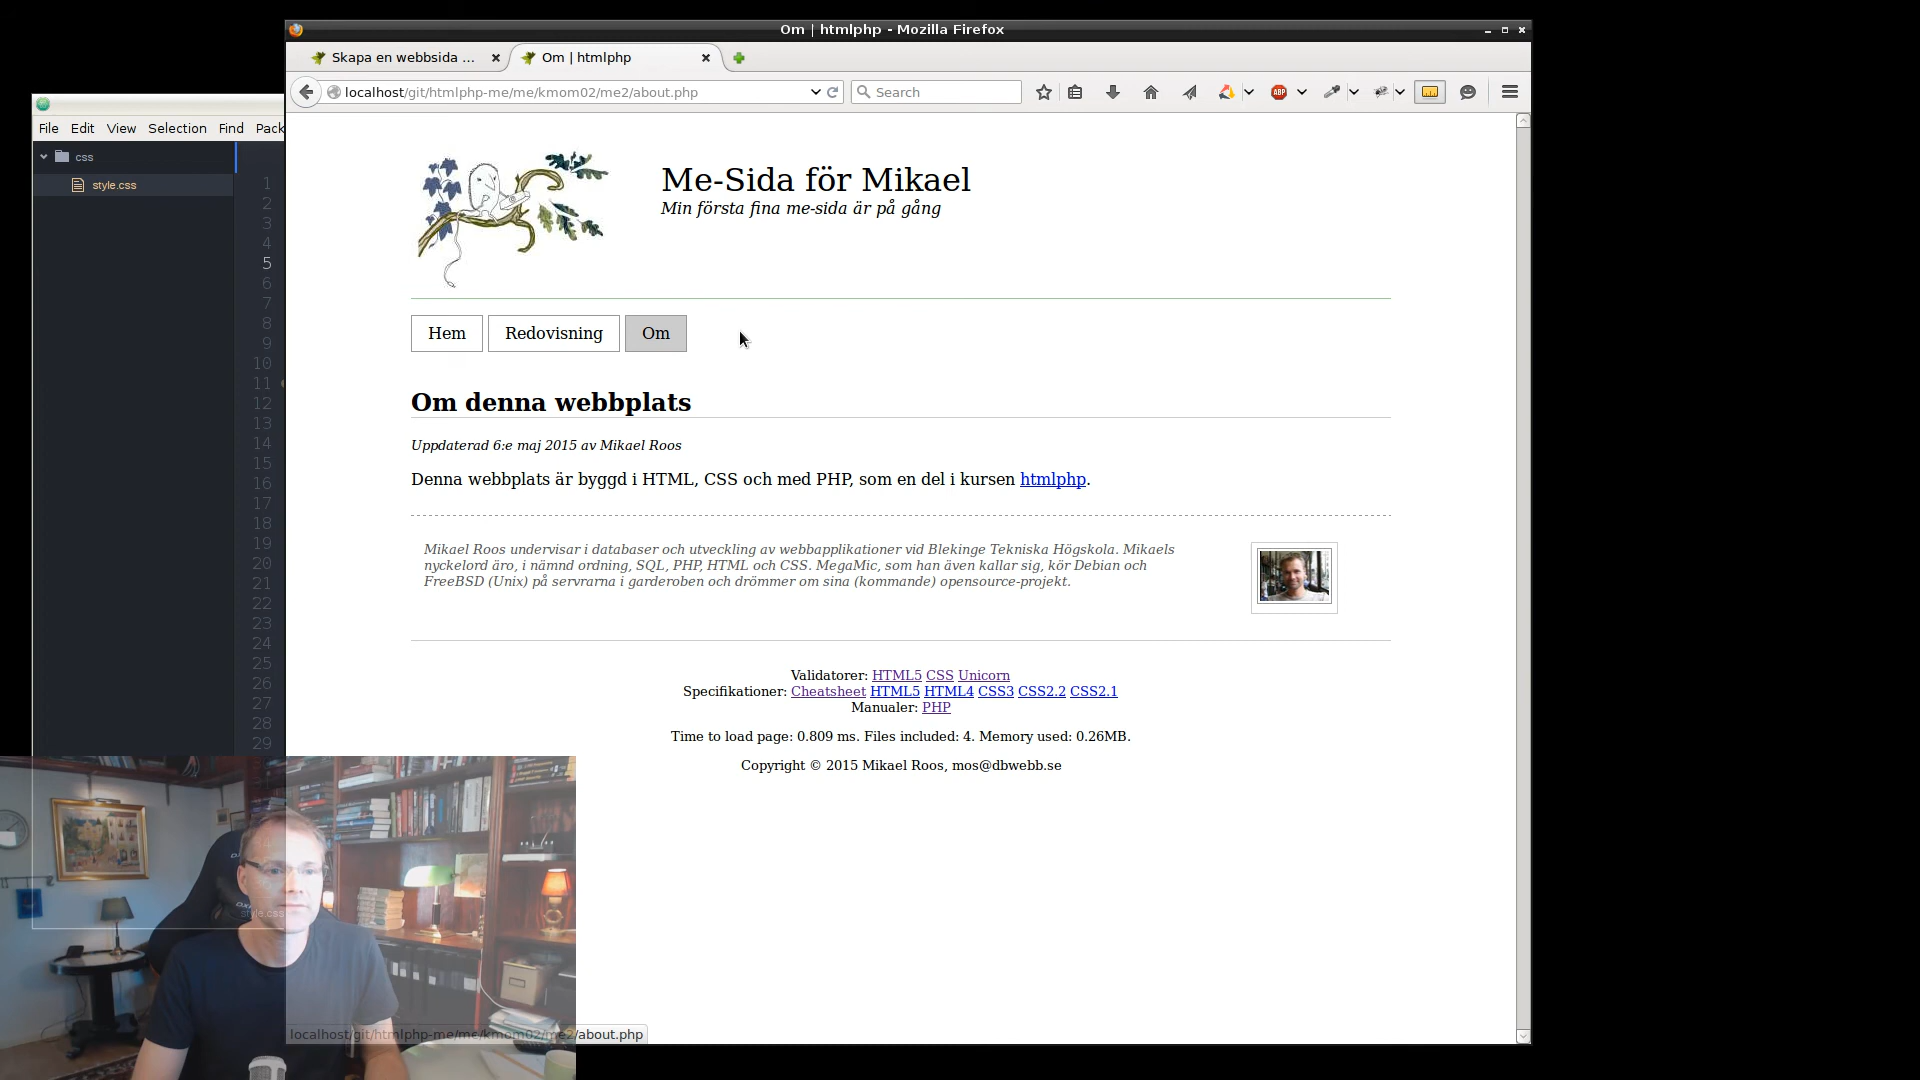 Om | htmlphp - Mozilla Firefox
Skapa en webbsida ...
Om | htmlphp
localhost/git/htmlphp-me/me/kmom02/me2/about.php
Search
ABP
File Edit View Selection Find Pack
css
style.css
1
2
3
4
5
6
7
8
9
10
11
12
13
14
15
16
17
18
19
20
21
22
23
24
25
26
27
28
29
Me-Sida för Mikael
Min första fina me-sida är på gång
Hem Redovisning Om
Om denna webbplats
Uppdaterad 6:e maj 2015 av Mikael Roos
Denna webbplats är byggd i HTML, CSS och med PHP, som en del i kursen htmlphp.
Mikael Roos undervisar i databaser och utveckling av webbapplikationer vid Blekinge Tekniska Högskola. Mikaels
nyckelord äro, i nämnd ordning, SQL, PHP, HTML och CSS. MegaMic, som han även kallar sig, kör Debian och
FreeBSD (Unix) på servrarna i garderoben och drömmer om sina (kommande) opensource-projekt.
Validatorer: HTML5 CSS Unicorn
Specifikationer: Cheatsheet HTML5 HTML4 CSS3 CSS2.2 CSS2.1
Manualer: PHP
Time to load page: 0.809 ms. Files included: 4. Memory used: 0.26MB.
Copyright © 2015 Mikael Roos, mos@dbwebb.se
style.css
localhost/git/htmlphp-me/me/kmom02/me2/about.php